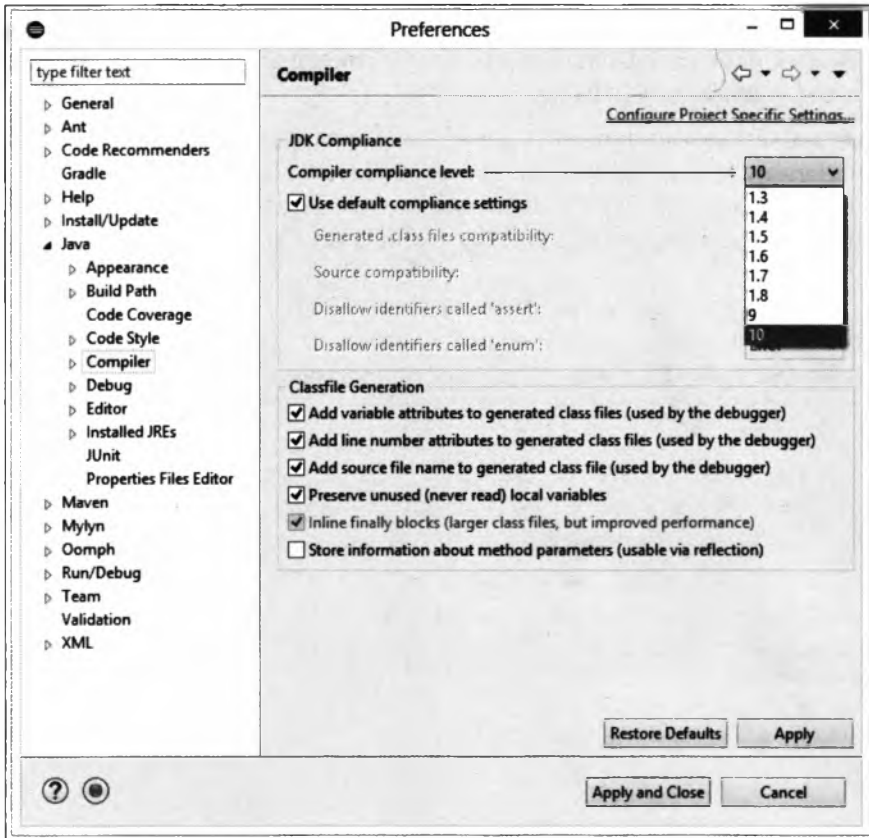 Preferences
type filter text
General
Ant
Code Recommenders
Gradle
Help
Install/Update
Java
Appearance
Build Path
Code Coverage
Code Style
Compiler
Debug
Editor
Installed JREs
JUnit
Properties Files Editor
Maven
Mylyn
Oomph
Run/Debug
Team
Validation
XML
Compiler
Configure Project Specific Settings...
JDK Compliance
Compiler compliance level:
10
1.3
1.4
1.5
1.6
1.7
1.8
9
10
Use default compliance settings
Generated .class files compatibility:
Source compatibility:
Disallow identifiers called 'assert':
Disallow identifiers called 'enum':
Classfile Generation
Add variable attributes to generated class files (used by the debugger)
Add line number attributes to generated class files (used by the debugger)
Add source file name to generated class file (used by the debugger)
Preserve unused (never read) local variables
Inline finally blocks (larger class files, but improved performance)
Store information about method parameters (usable via reflection)
Restore Defaults
Apply
Apply and Close
Cancel